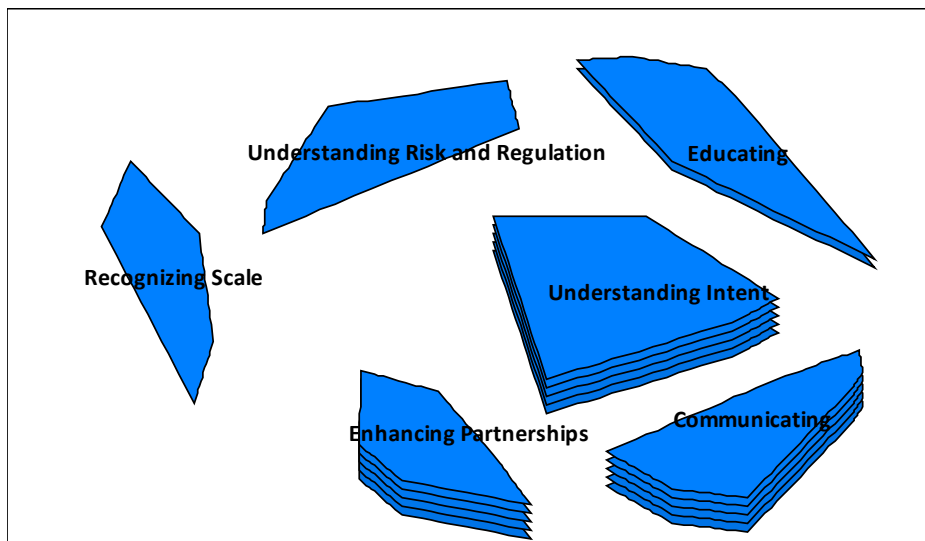 Understanding Risk and Regulation
Educating
Recognizing Scale
Understanding Intent
Communicating
Enhancing Partnerships